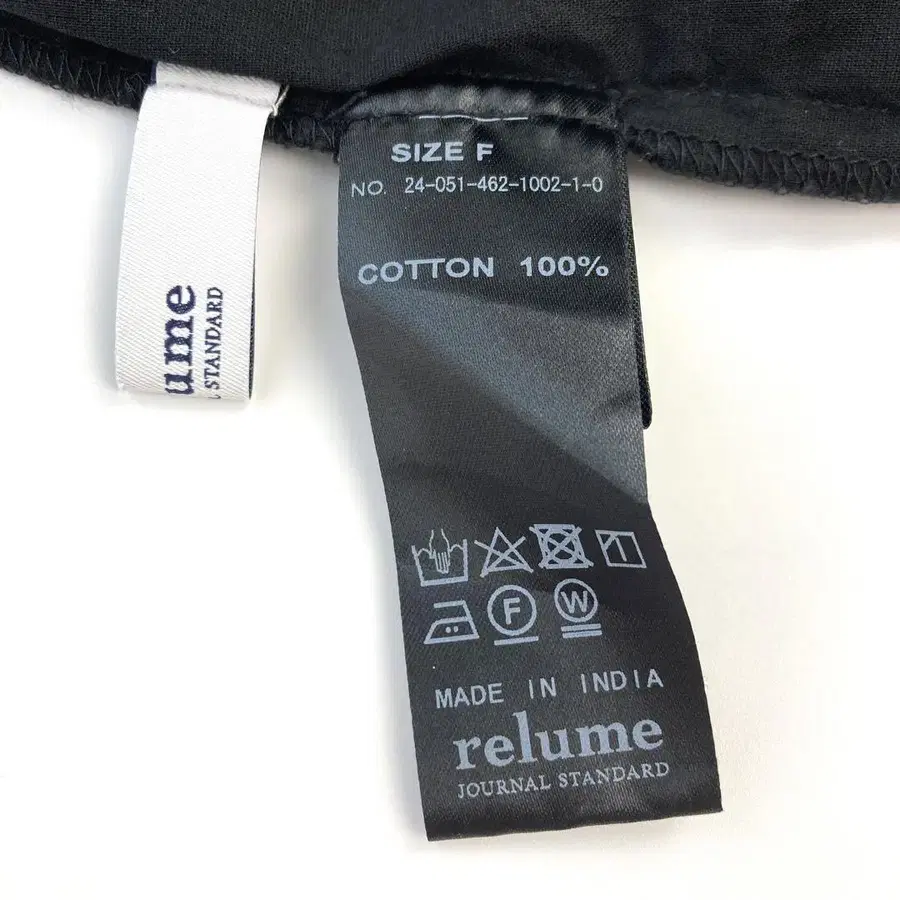 SIZE F
NO. 24-051-462-1002-1-0
COTTON 100%
F
W
MADE IN INDIA
relume
JOURNAL STANDARD
ume
STANDARD